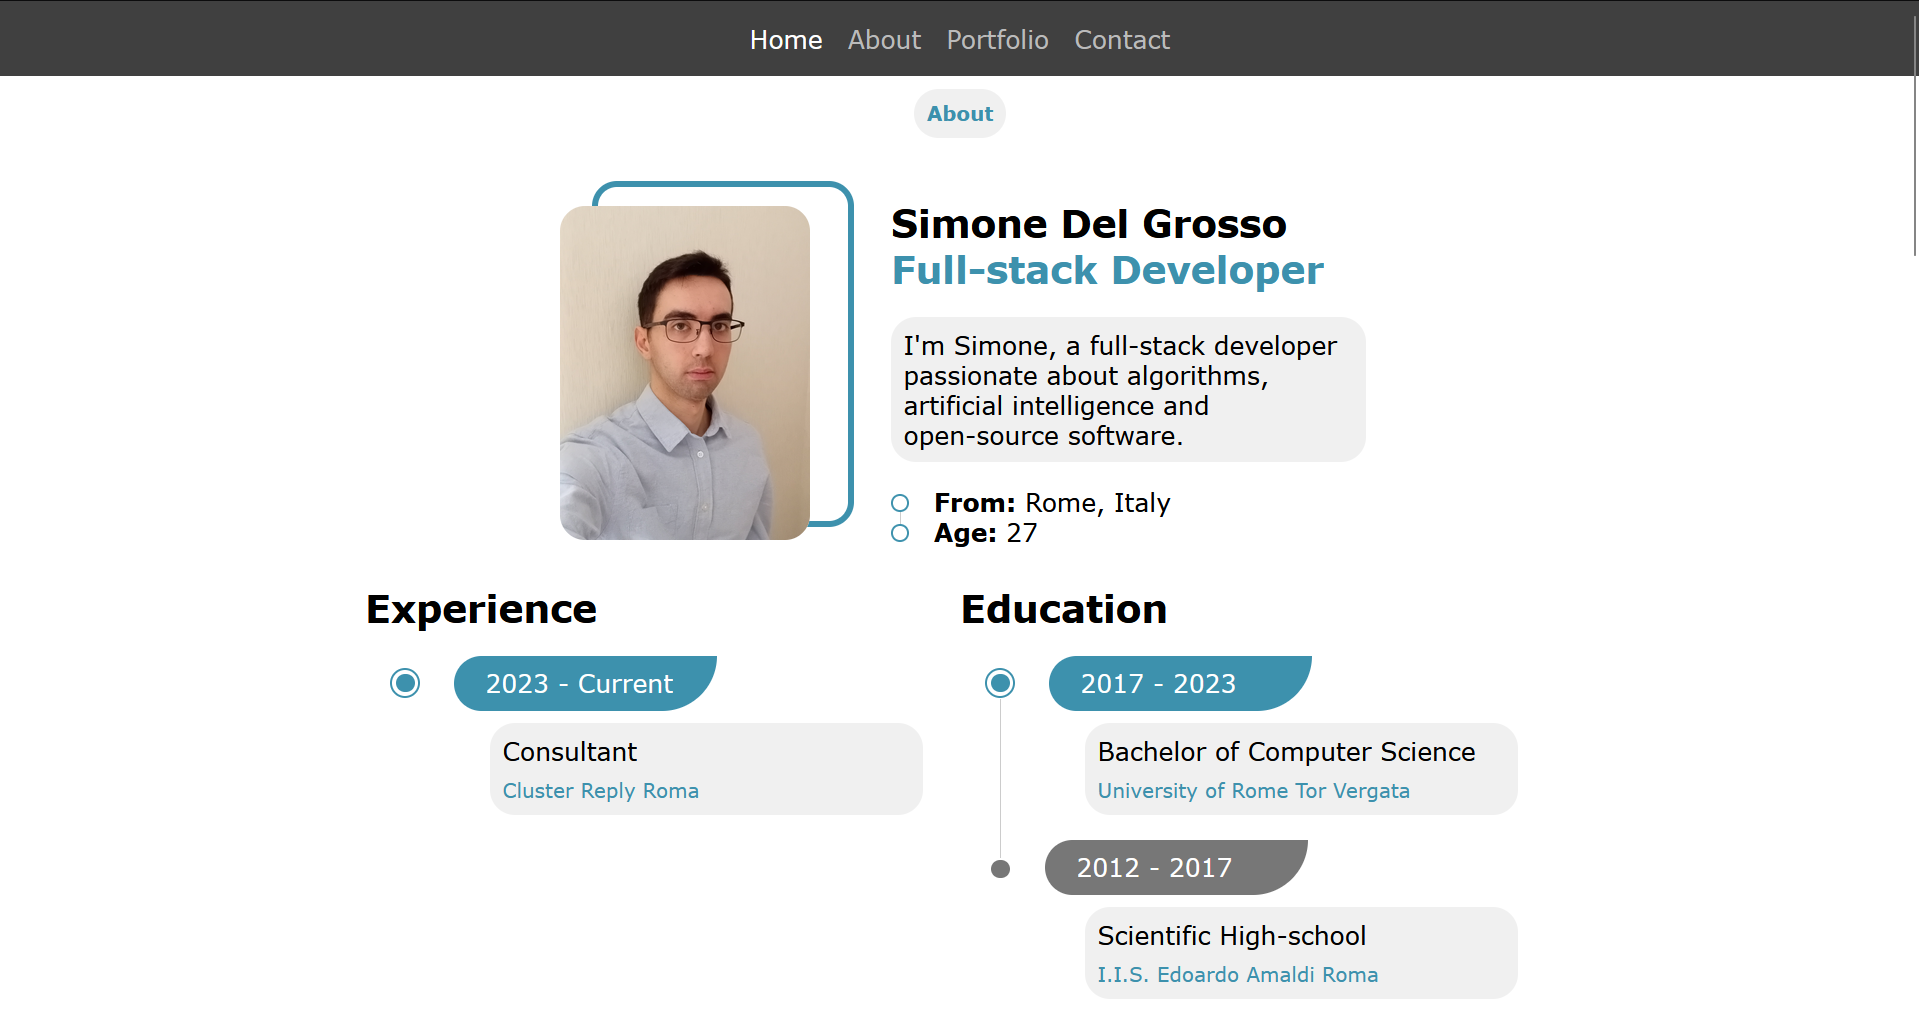 Home About Portfolio Contact
About
Simone Del Grosso
Full-stack Developer
I'm Simone, a full-stack developer
passionate about algorithms,
artificial intelligence and
open-source software.
From: Rome, Italy
Age: 27
Experience
2023 - Current
Consultant
Cluster Reply Roma
Education
2017 - 2023
Bachelor of Computer Science
University of Rome Tor Vergata
2012 - 2017
Scientific High-school
I.I.S. Edoardo Amaldi Roma